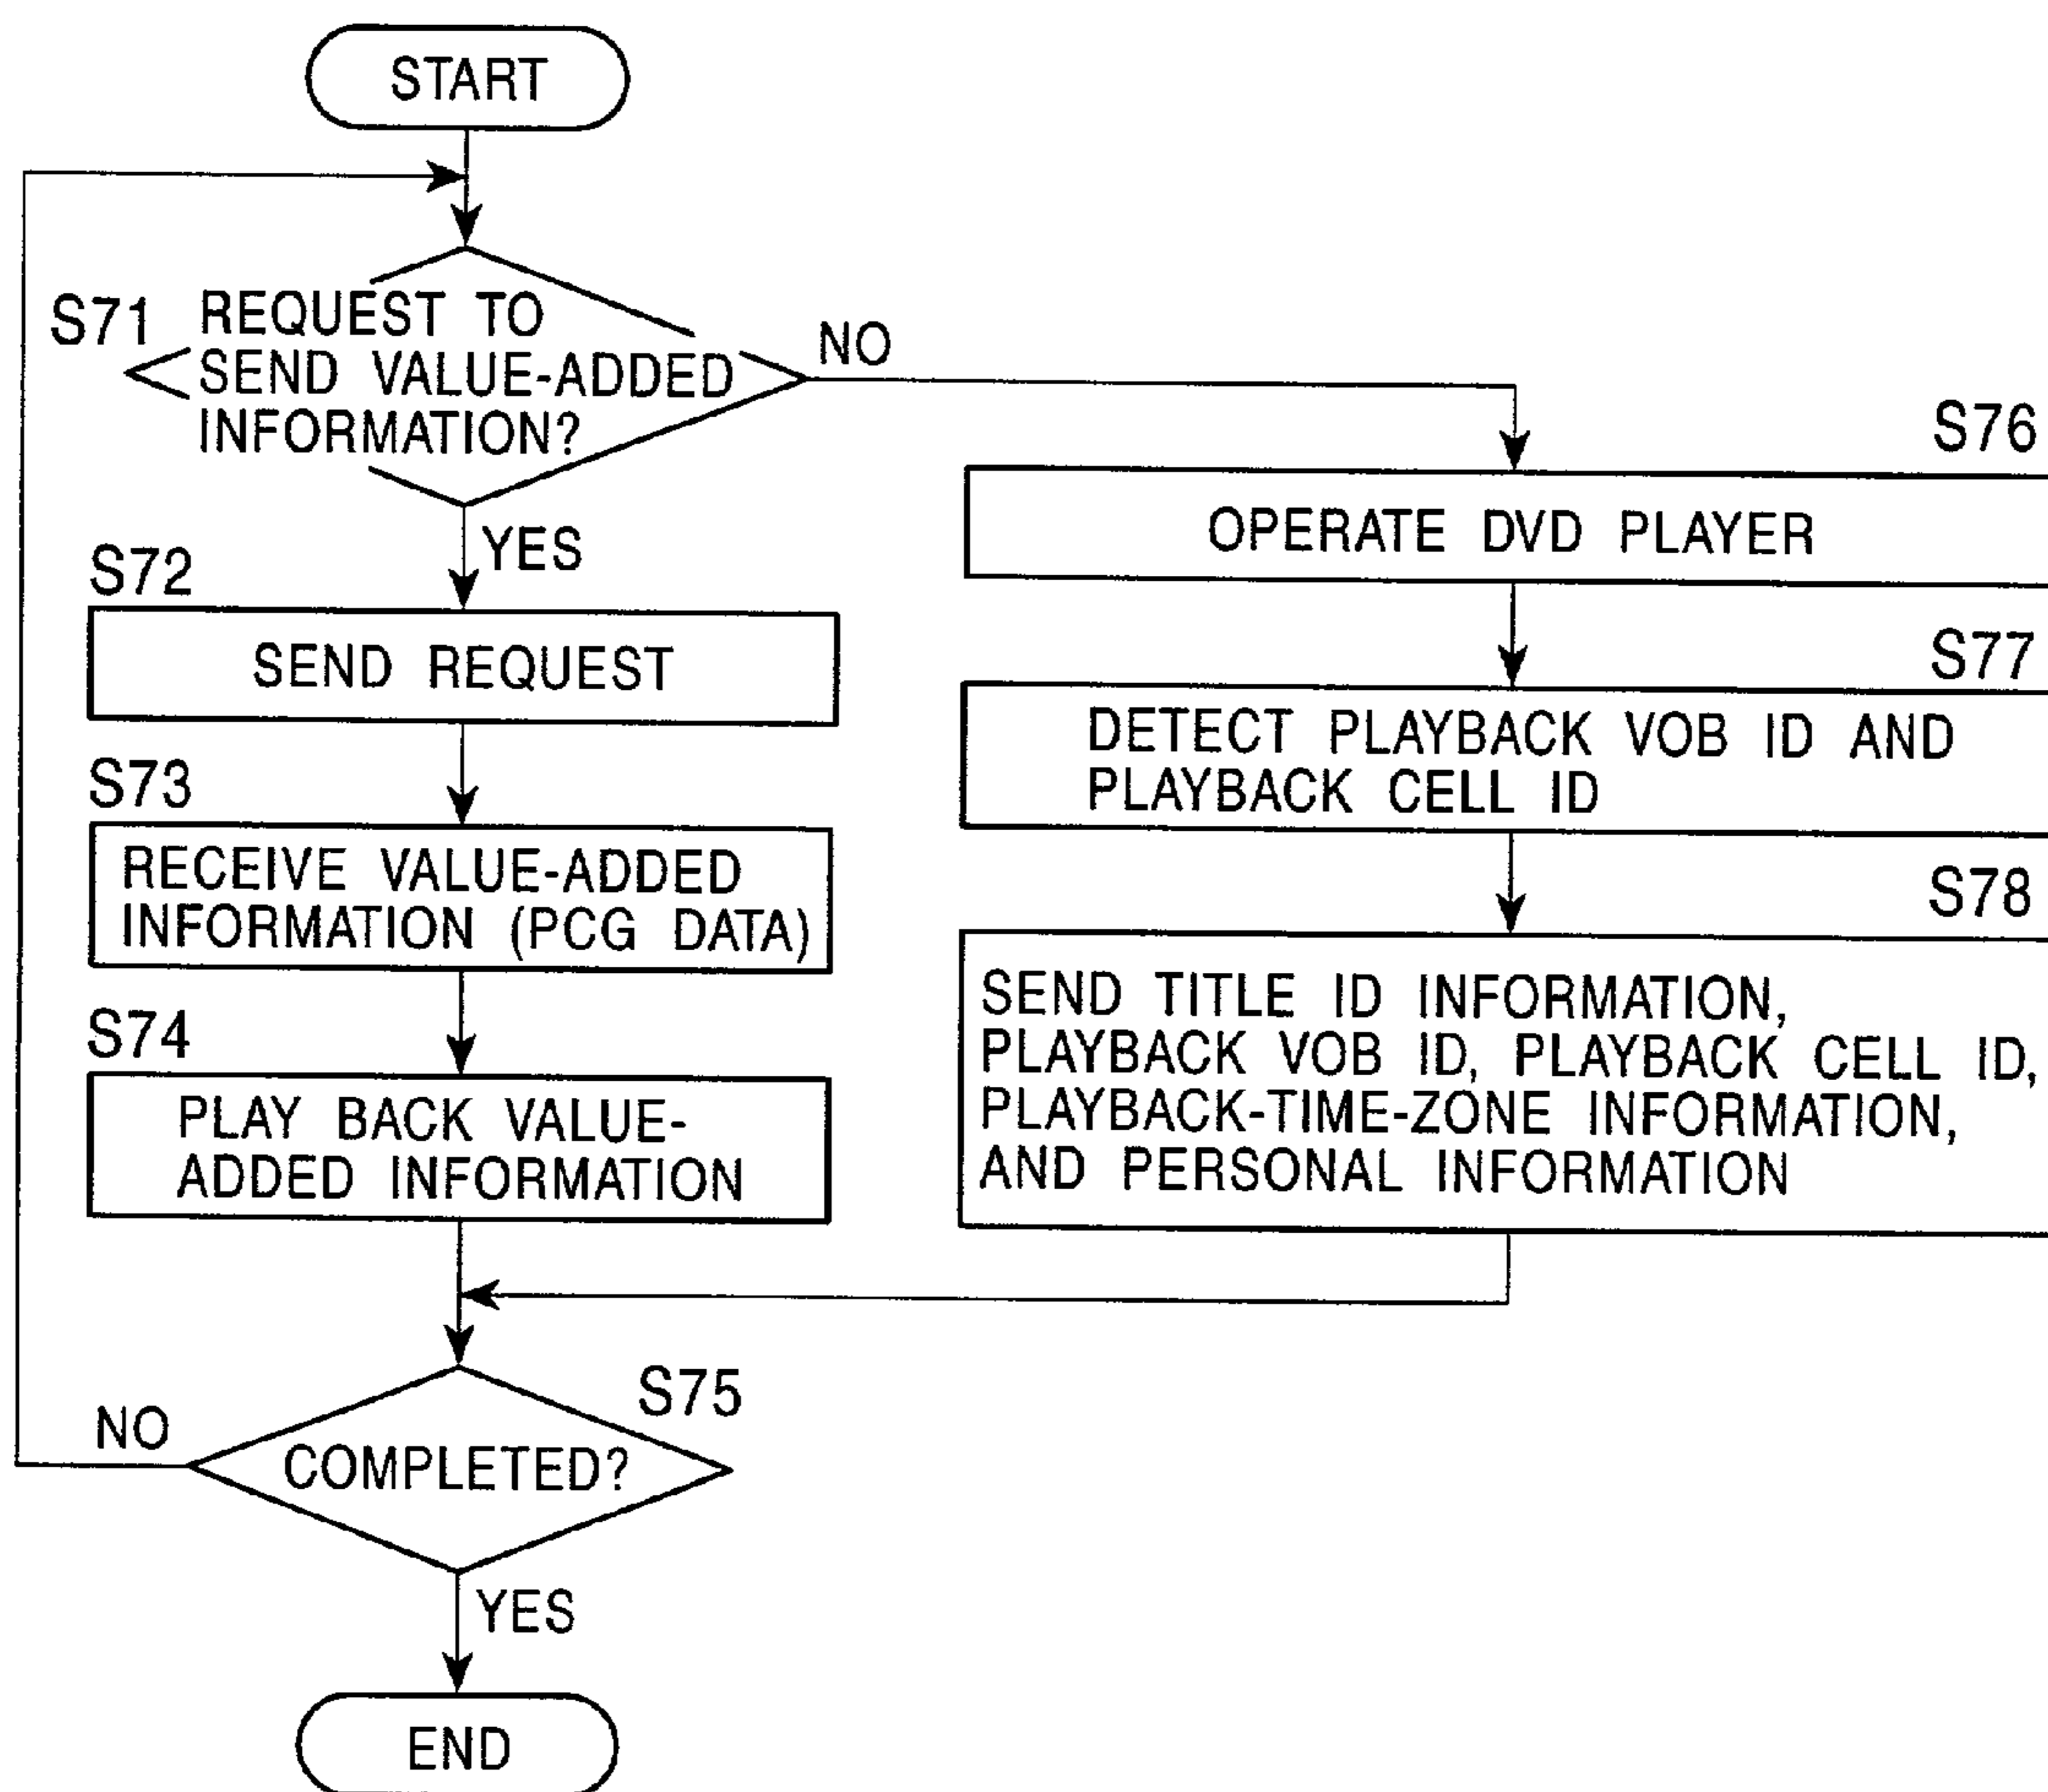 START
S71
REQUEST TO
SEND VALUE-ADDED
INFORMATION?
NO
YES
S72
SEND REQUEST
S73
RECEIVE VALUE-ADDED
INFORMATION (PCG DATA)
S74
PLAY BACK VALUE-
ADDED INFORMATION
S76
OPERATE DVD PLAYER
S77
DETECT PLAYBACK VOB ID AND
PLAYBACK CELL ID
S78
SEND TITLE ID INFORMATION,
PLAYBACK VOB ID, PLAYBACK CELL ID,
PLAYBACK-TIME-ZONE INFORMATION,
AND PERSONAL INFORMATION
S75
NO
COMPLETED?
YES
END